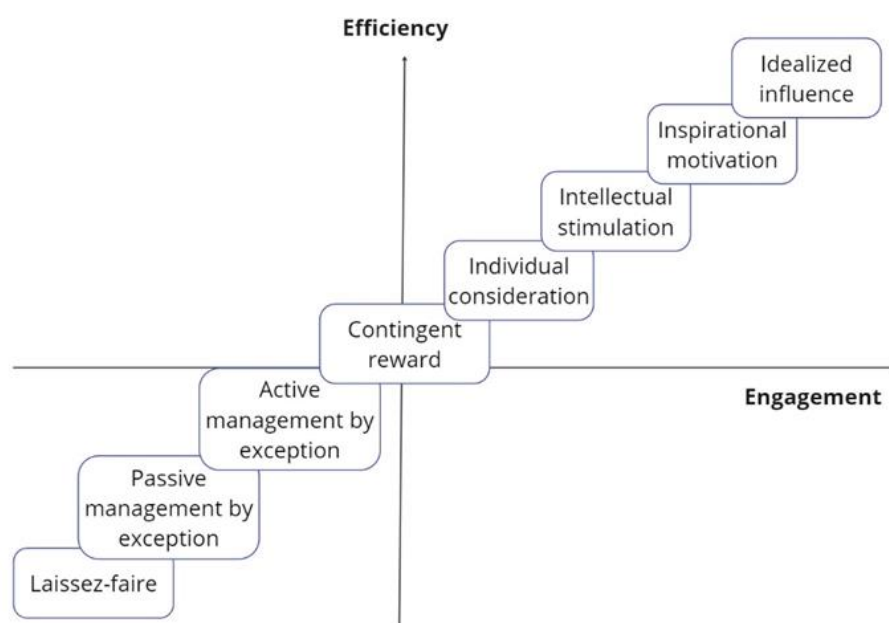 Efficiency
Idealized
influence
Inspirational
motivation
Intellectual
stimulation
Individual
consideration
Contingent
reward
Engagement
Active
management by
exception
Passive
management by
exception
Laissez-faire